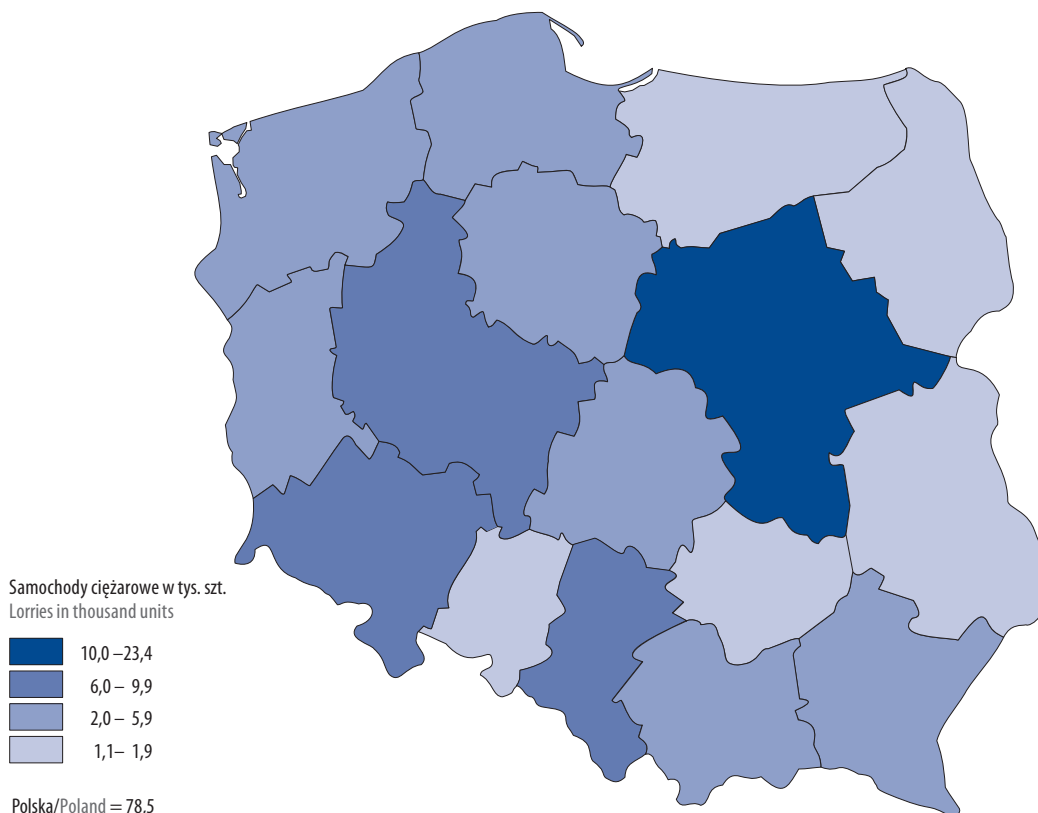 Samochody ciężarowe w tys. szt.
Lorries in thousand units
10,0 –23,4
6,0 – 9,9
2,0 – 5,9
1,1– 1,9
Polska/Poland = 78,5